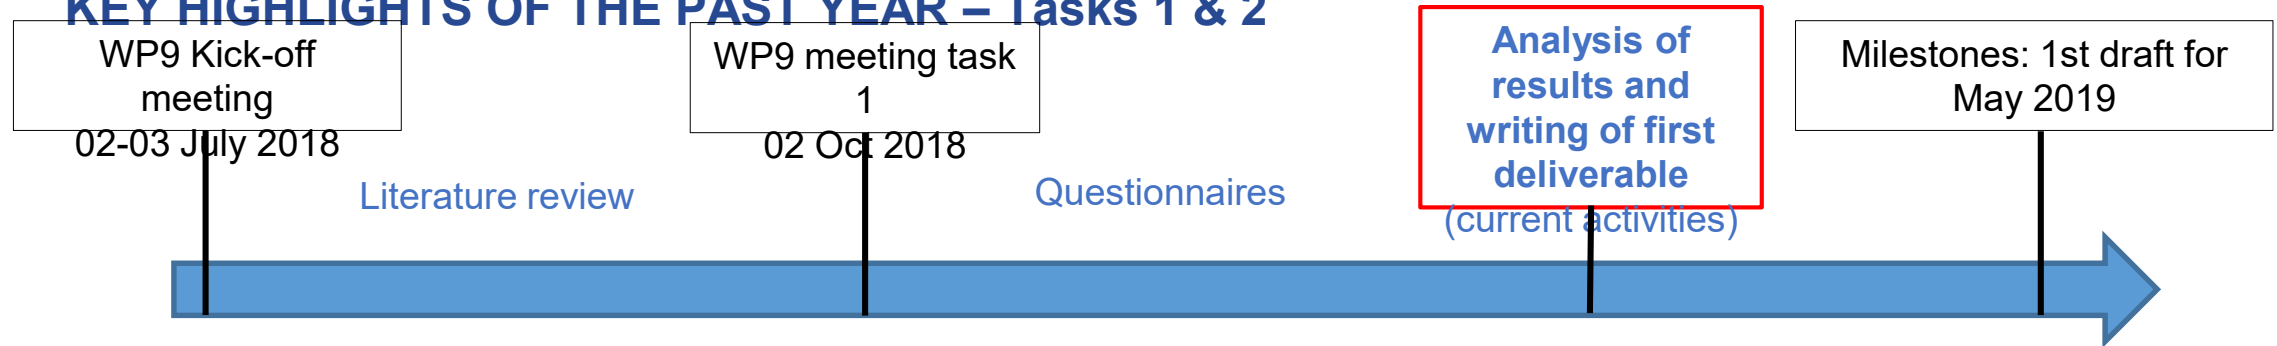 KEY HIGHLIGHTS OF THE PAST YEAR – Tasks 1 & 2
WP9 Kick-off
meeting
02-03 July 2018
Literature review
WP9 meeting task
1
02 Oct 2018
Questionnaires
Analysis of
results and
writing of first
deliverable
(current activities)
Milestones: 1st draft for
May 2019